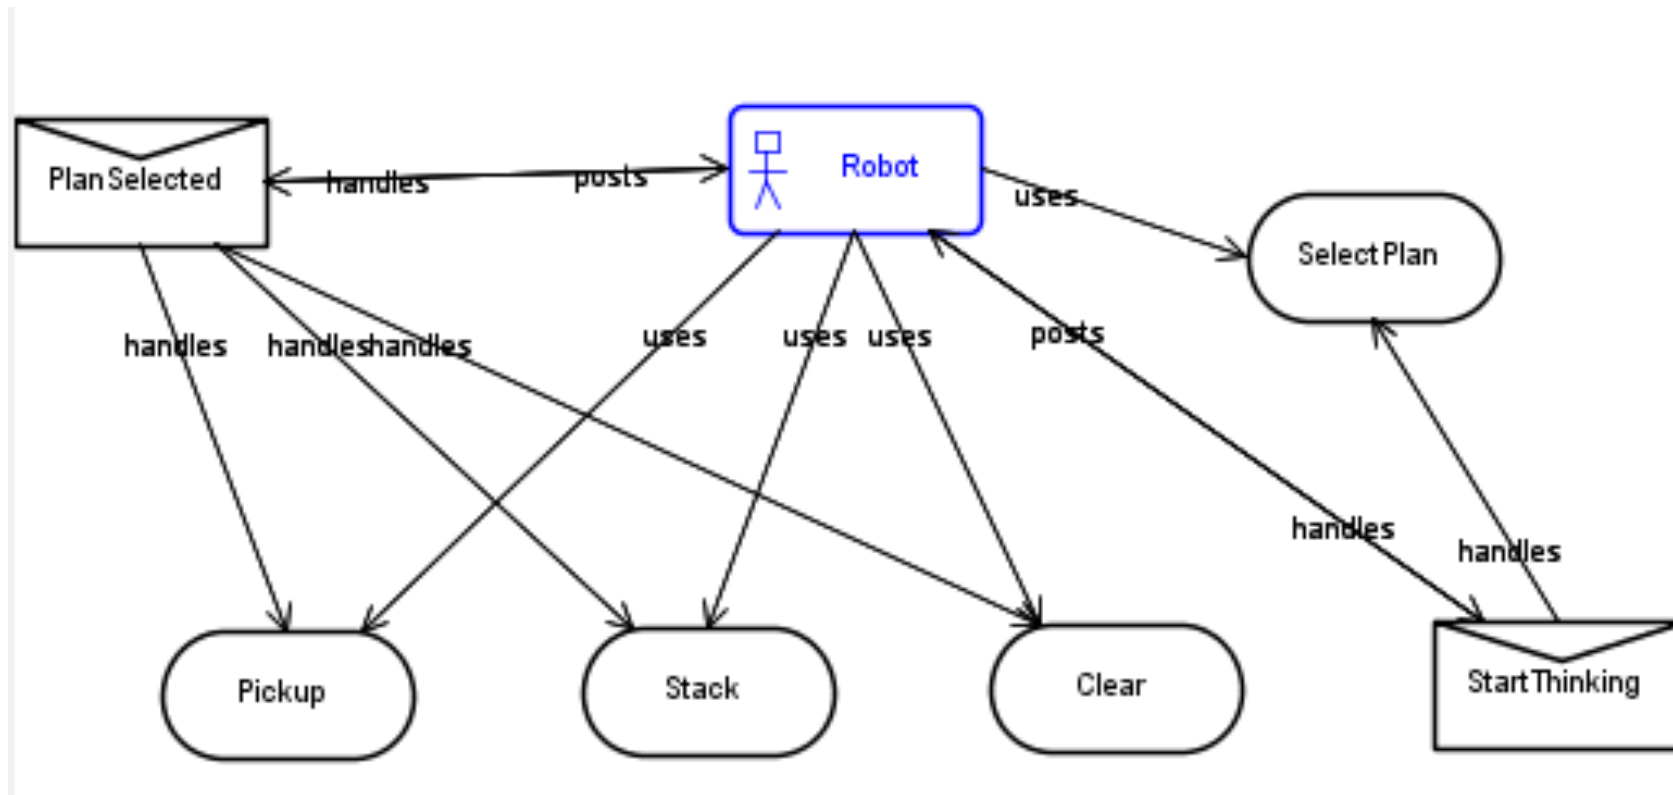 Plan Selected
handles
posts
Robot
uses
Select Plan
handles
handles
handles
uses
uses
uses
posts
handles
handles
Pickup
Stack
Clear
Start Thinking